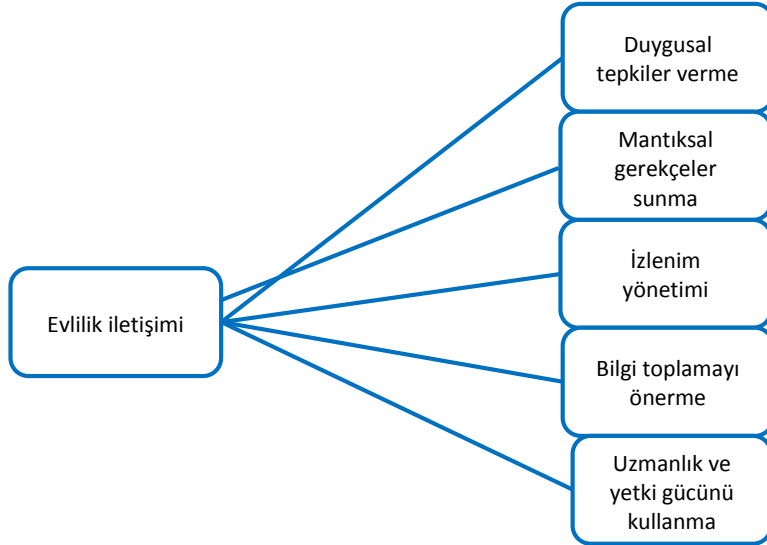 Duygusal
tepkiler verme
Mantıksal
gerekçeler
sunma
İzlenim
yönetimi
Evlilik iletişimi
Bilgi toplamayı
önerme
Uzmanlık ve
yetki gücünü
kullanma